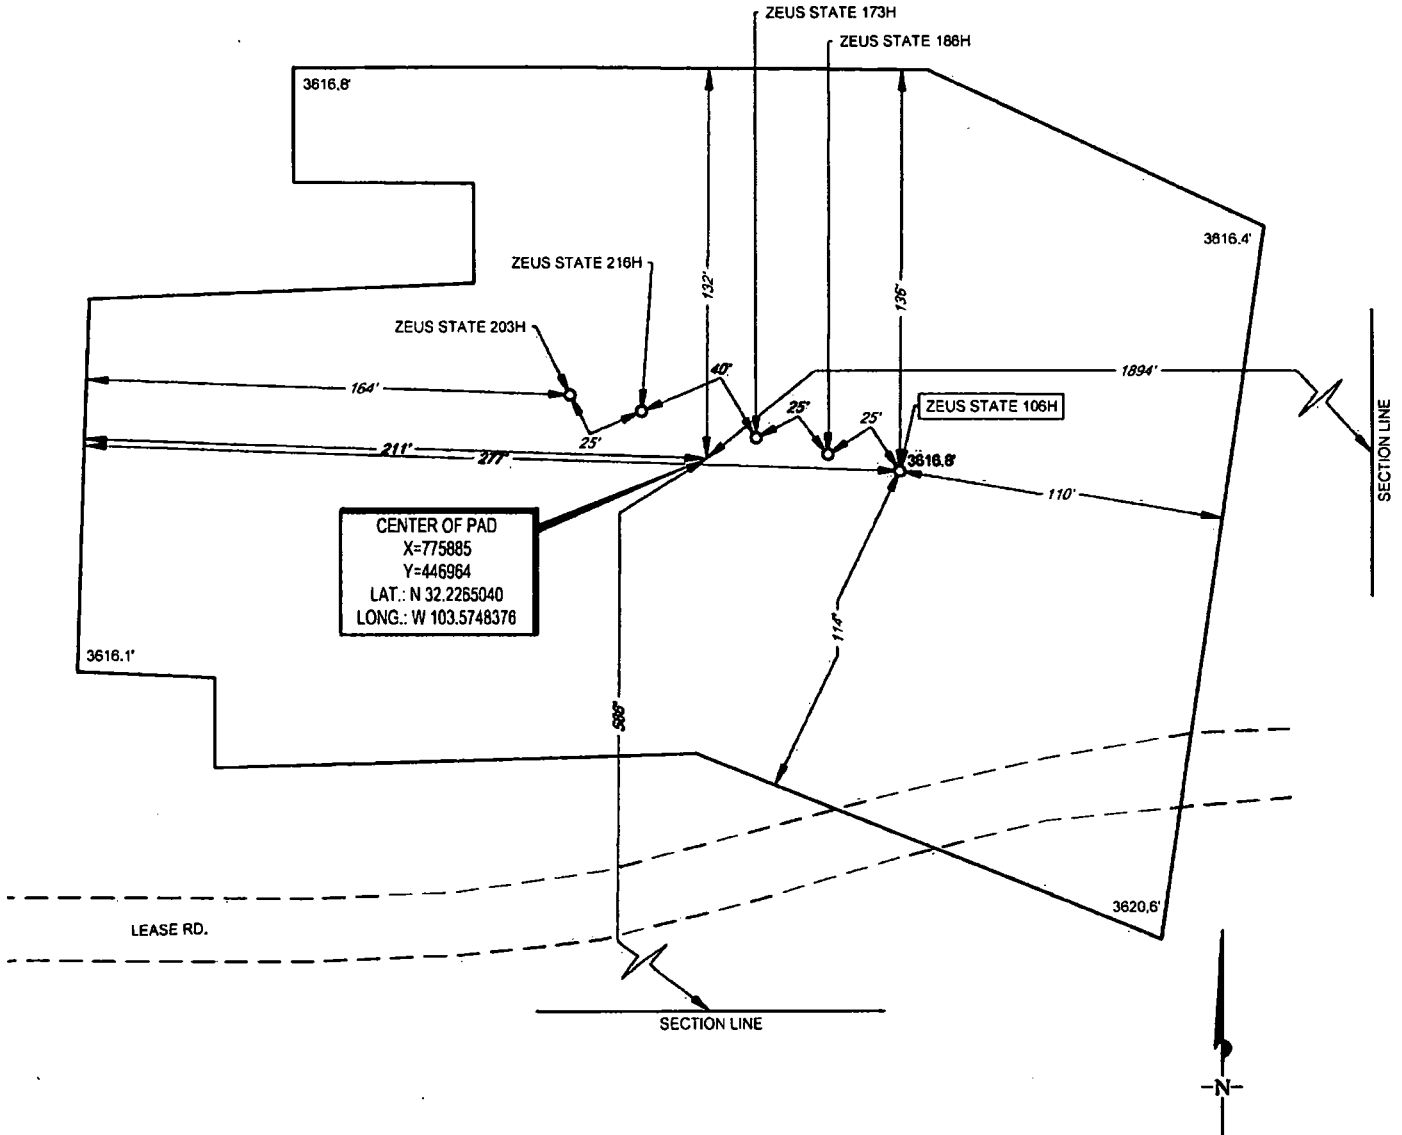 ZEUS STATE 173H
ZEUS STATE 186H
3616.8'
3616.4'
ZEUS STATE 216H
132'
136'
ZEUS STATE 203H
164'
40'
1894'
25'
25'
ZEUS STATE 106H
25'
211'
277'
3616.8'
110'
SECTION LINE
CENTER OF PAD
X=775885
Y=446964
LAT.: N 32.2265040
LONG.: W 103.5748376
114'
3616.1'
586'
3620.6'
LEASE RD.
SECTION LINE
-N-